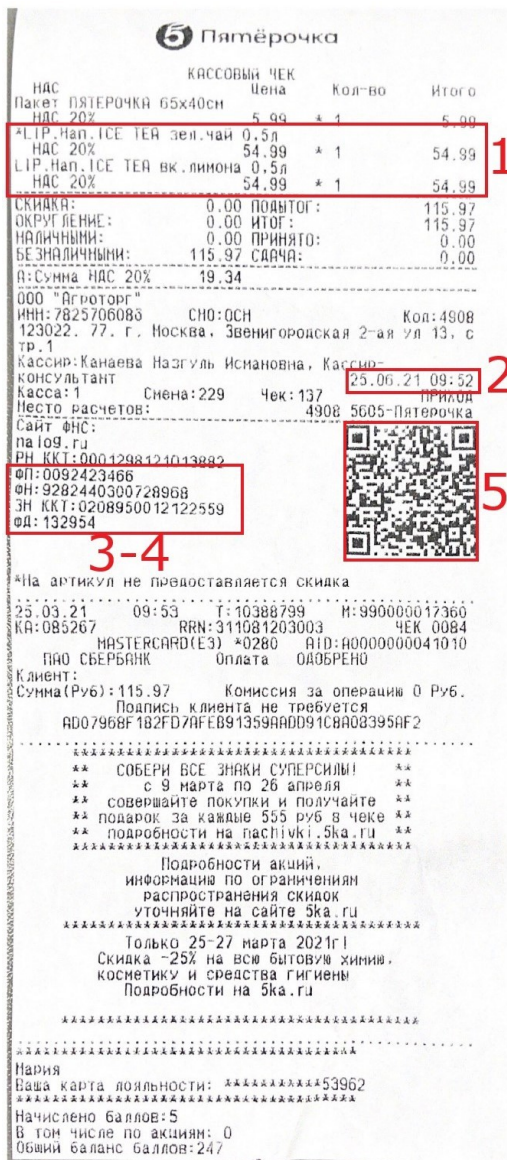 5 Пятёрочка
КАССОВЫЙ ЧЕК
НДС Цена Кол-во Итого
Пакет ПЯТЕРОЧКА 65х40см
НДС 20% 5.99 * 1 5.99
*LIP.Нап.ICE TEA зел.чай 0,5л
НДС 20% 54.99 * 1 54.99
1
LIP.Нап.ICE TEA вк.лимона 0,5л
НДС 20% 54.99 * 1 54.99
СКИДКА: 0.00 ПОДЫТОГ: 115.97
ОКРУГЛЕНИЕ: 0.00 ИТОГ: 115.97
НАЛИЧНЫМИ: 0.00 ПРИНЯТО: 0.00
БЕЗНАЛИЧНЫМИ: 115.97 СДАЧА: 0.00
А:Сумма НДС 20% 19.34
ООО "Агроторг"
ИНН:7825706086 СНО:ОСН Код:4908
123022, 77, г. Москва, Звенигородская 2-ая ул 13, с
тр.1
Кассир:Канаева Назгуль Исмановна, Кассир-
консультант 25.06.21 09:52 2
Касса:1 Смена:229 Чек:137 ПРИХОД
Место расчетов: 4908 5605-Пятерочка
Сайт ФНС:
nalog.ru
РН ККТ:0001298121013882
ФП:0092423466
ФН:9282440300728968
ЗН ККТ:0208950012122559
ФД:132954
3-4
5
*На артикул не предоставляется скидка
25.03.21 09:53 Т:10388799 М:990000017360
КА:085267 RRN:311081203003 ЧЕК 0084
MASTERCARD(E3) *0280 AID:A0000000041010
ПАО СБЕРБАНК Оплата ОДОБРЕНО
Клиент:
Сумма(Руб):115.97 Комиссия за операцию 0 Руб.
Подпись клиента не требуется
AD07968F182FD7AFEB91359AADD91C8A08395AF2
****************************************
** СОБЕРИ ВСЕ ЗНАКИ СУПЕРСИЛЫ! **
** с 9 марта по 26 апреля **
** совершайте покупки и получайте **
** подарок за каждые 555 руб в чеке **
** подробности на nachivki.5ka.ru **
****************************************
Подробности акций,
информацию по ограничениям
распространения скидок
уточняйте на сайте 5ka.ru
****************************************
Только 25-27 марта 2021г!
Скидка -25% на всю бытовую химию,
косметику и средства гигиены
Подробности на 5ka.ru
****************************************
****************************************
Мария
Ваша карта лояльности: ***********53962
****************************************
Начислено баллов:5
В том числе по акциям: 0
Общий баланс баллов:247